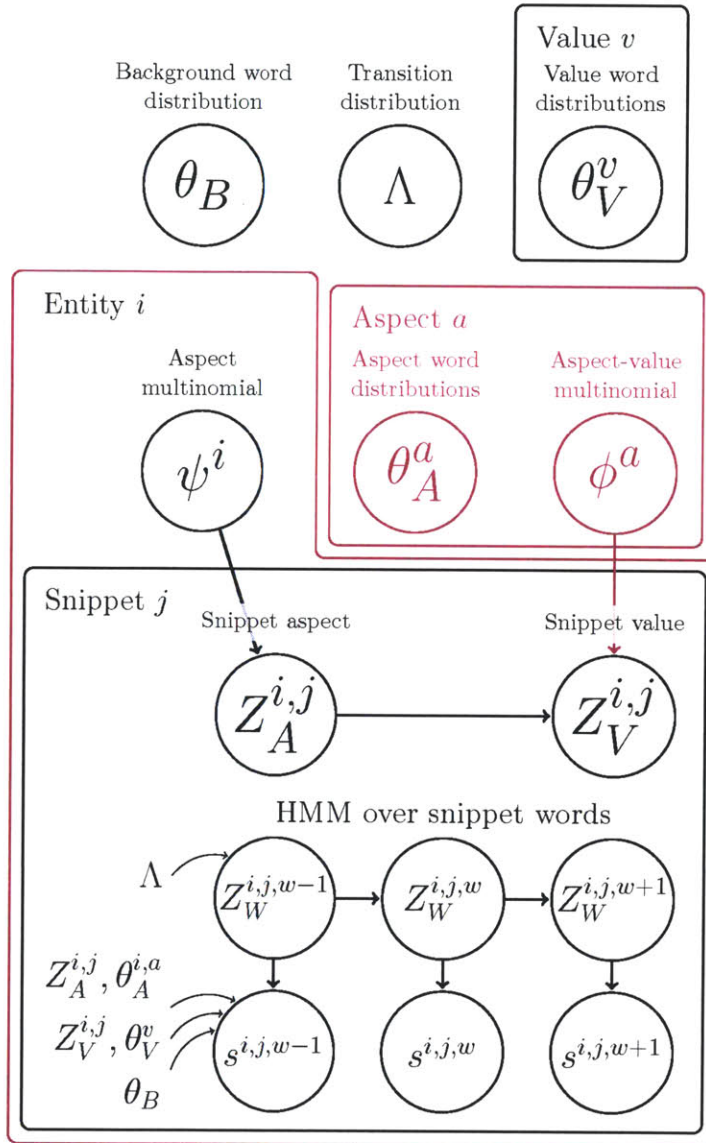 Value v
Background word
distribution
Transition
distribution
Value word
distributions
θ_B
Λ
θ_V^v
Entity i
Aspect a
Aspect
multinomial
Aspect word
distributions
Aspect-value
multinomial
ψ^i
θ_A^a
ϕ^a
Snippet j
Snippet aspect
Snippet value
Z_A^{i,j}
Z_V^{i,j}
HMM over snippet words
Λ
Z_W^{i,j,w−1}
Z_W^{i,j,w}
Z_W^{i,j,w+1}
Z_A^{i,j}, θ_A^{i,a}
Z_V^{i,j}, θ_V^v
θ_B
s^{i,j,w−1}
s^{i,j,w}
s^{i,j,w+1}